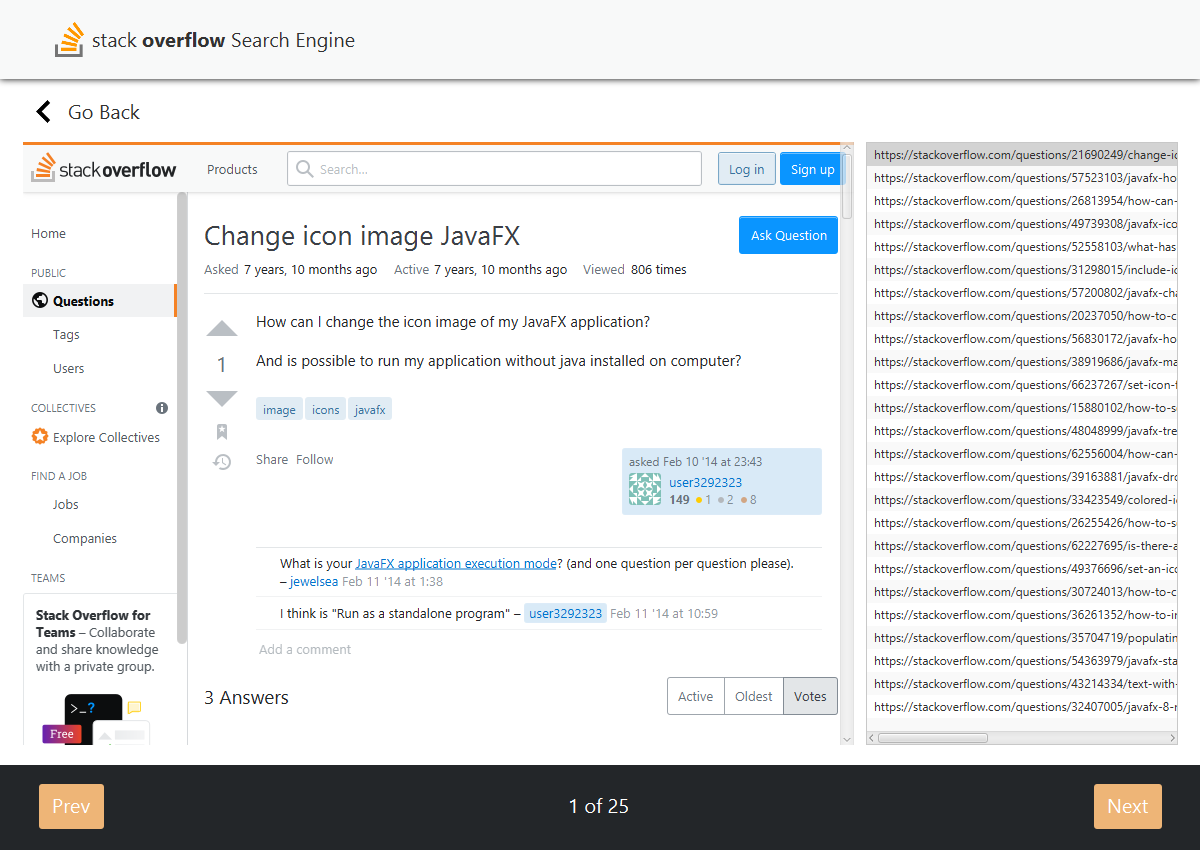 stack overflow Search Engine
Go Back
stackoverflow
Products
Search...
Log in
Sign up
Home
PUBLIC
Questions
Tags
Users
COLLECTIVES
Explore Collectives
FIND A JOB
Jobs
Companies
TEAMS
Stack Overflow for
Teams – Collaborate
and share knowledge
with a private group.
>_?
Free
Change icon image JavaFX
Ask Question
Asked 7 years, 10 months ago Active 7 years, 10 months ago Viewed 806 times
How can I change the icon image of my JavaFX application?
1
And is possible to run my application without java installed on computer?
image icons javafx
Share Follow
asked Feb 10 '14 at 23:43
user3292323
149 1 2 8
What is your JavaFX application execution mode? (and one question per question please).
– jewelsea Feb 11 '14 at 1:38
I think is "Run as a standalone program" – user3292323 Feb 11 '14 at 10:59
Add a comment
3 Answers
Active Oldest Votes
https://stackoverflow.com/questions/21690249/change-ic
https://stackoverflow.com/questions/57523103/javafx-ho
https://stackoverflow.com/questions/26813954/how-can-
https://stackoverflow.com/questions/49739308/javafx-ico
https://stackoverflow.com/questions/52558103/what-has
https://stackoverflow.com/questions/31298015/include-ic
https://stackoverflow.com/questions/57200802/javafx-cha
https://stackoverflow.com/questions/20237050/how-to-c
https://stackoverflow.com/questions/56830172/javafx-ho
https://stackoverflow.com/questions/38919686/javafx-ma
https://stackoverflow.com/questions/66237267/set-icon-f
https://stackoverflow.com/questions/15880102/how-to-se
https://stackoverflow.com/questions/48048999/javafx-tre
https://stackoverflow.com/questions/62556004/how-can-
https://stackoverflow.com/questions/39163881/javafx-dro
https://stackoverflow.com/questions/33423549/colored-ic
https://stackoverflow.com/questions/26255426/how-to-se
https://stackoverflow.com/questions/62227695/is-there-a
https://stackoverflow.com/questions/49376696/set-an-ico
https://stackoverflow.com/questions/30724013/how-to-c
https://stackoverflow.com/questions/36261352/how-to-in
https://stackoverflow.com/questions/35704719/populatin
https://stackoverflow.com/questions/54363979/javafx-sta
https://stackoverflow.com/questions/43214334/text-with-
https://stackoverflow.com/questions/32407005/javafx-8-r
Prev
1 of 25
Next